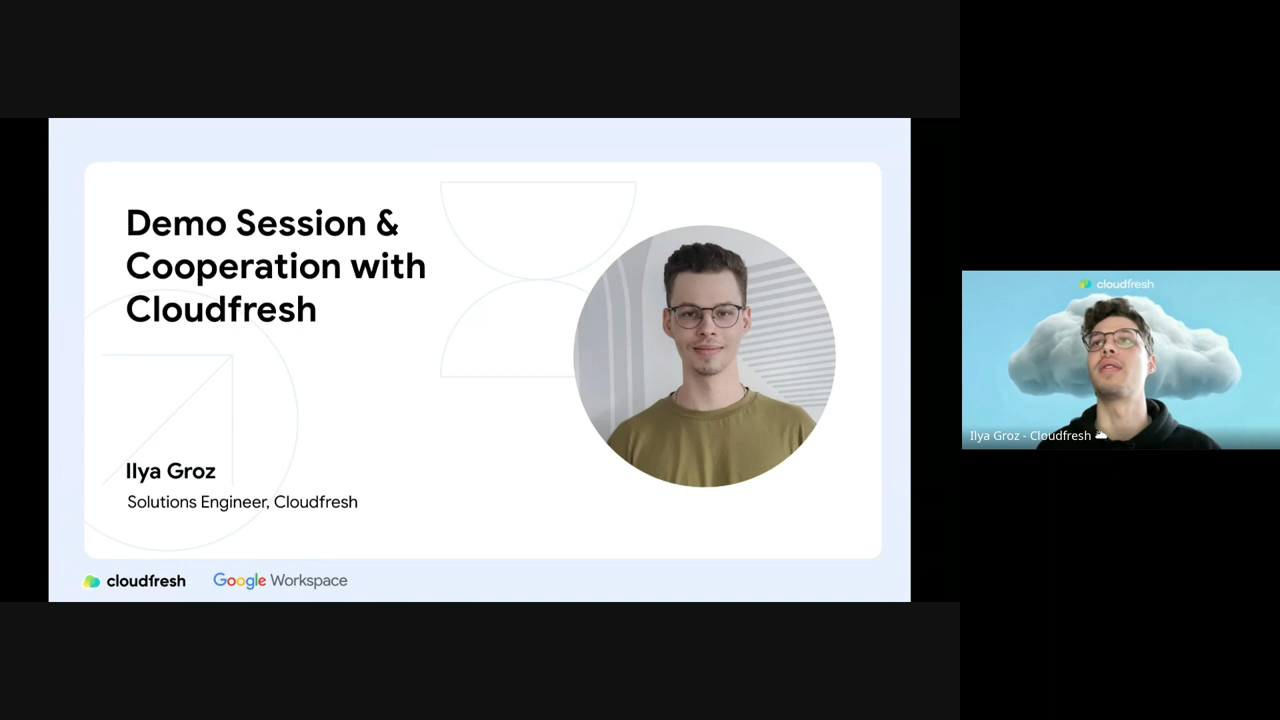 Demo Session &
Cooperation with
Cloudfresh
Ilya Groz
Solutions Engineer, Cloudfresh
cloudfresh
Google Workspace
cloudfresh
Ilya Groz - Cloudfresh 🌥️